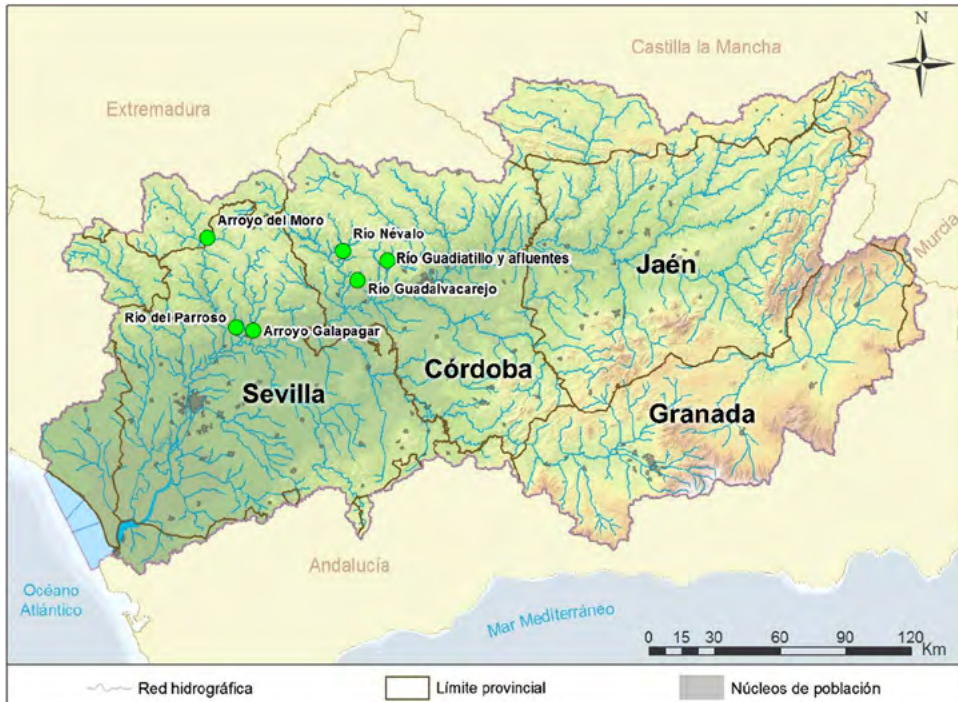 N
Castilla la Mancha
Extremadura
Arroyo del Moro
Río Névalo
Río Guadiatillo y afluentes
Murcia
Jaén
Río Guadalvacarejo
Río del Parroso
Arroyo Galapagar
Córdoba
Sevilla
Granada
Andalucía
Océano
Atlántico
Mar Mediterráneo
0 15 30 60 90 120
Km
Red hidrográfica
Límite provincial
Núcleos de población